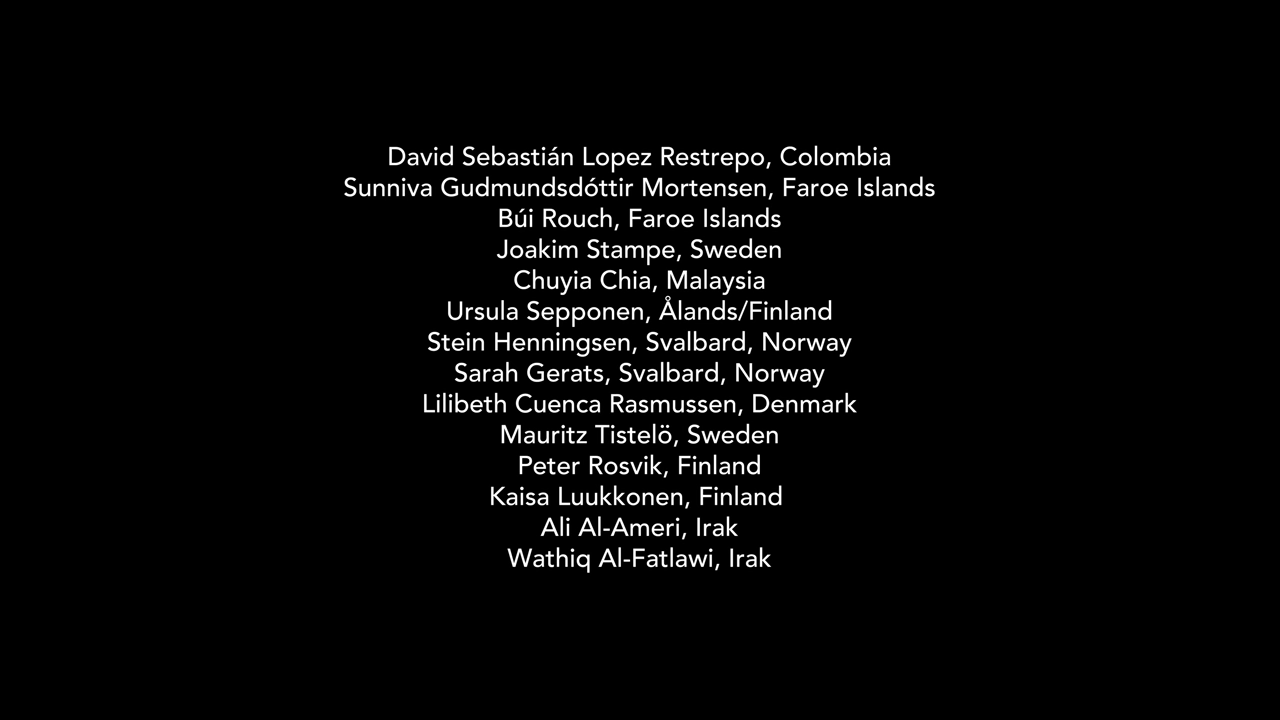 David Sebastián Lopez Restrepo, Colombia
Sunniva Gudmundsdóttir Mortensen, Faroe Islands
Búi Rouch, Faroe Islands
Joakim Stampe, Sweden
Chuyia Chia, Malaysia
Ursula Sepponen, Ålands/Finland
Stein Henningsen, Svalbard, Norway
Sarah Gerats, Svalbard, Norway
Lilibeth Cuenca Rasmussen, Denmark
Mauritz Tistelö, Sweden
Peter Rosvik, Finland
Kaisa Luukkonen, Finland
Ali Al-Ameri, Irak
Wathiq Al-Fatlawi, Irak